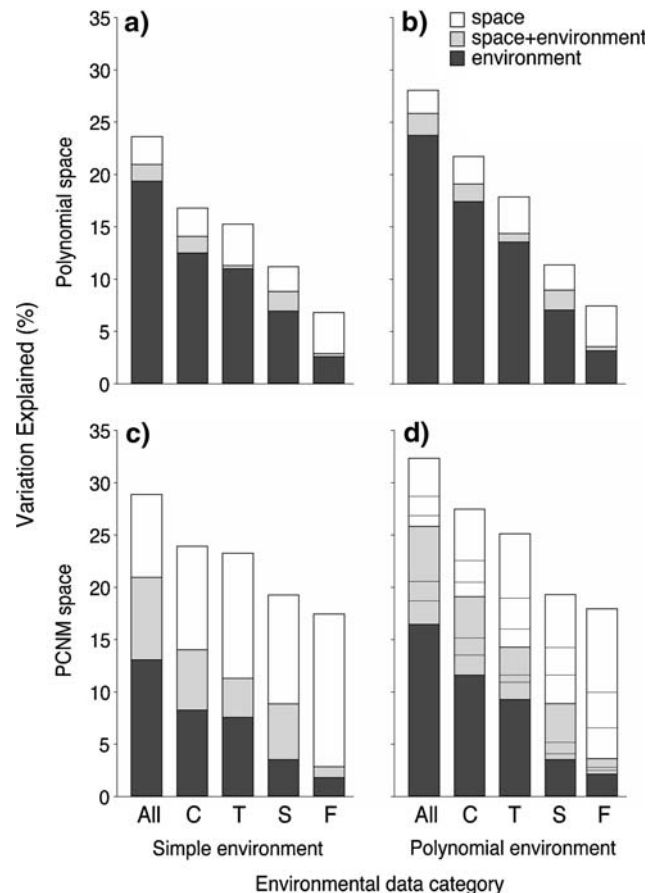 a)
b)
space
space+environment
environment
35
30
25
20
15
10
5
0
Polynomial space
Variation Explained (%)
c)
d)
35
30
25
20
15
10
5
0
PCNM space
All C T S F
All C T S F
Simple environment
Polynomial environment
Environmental data category